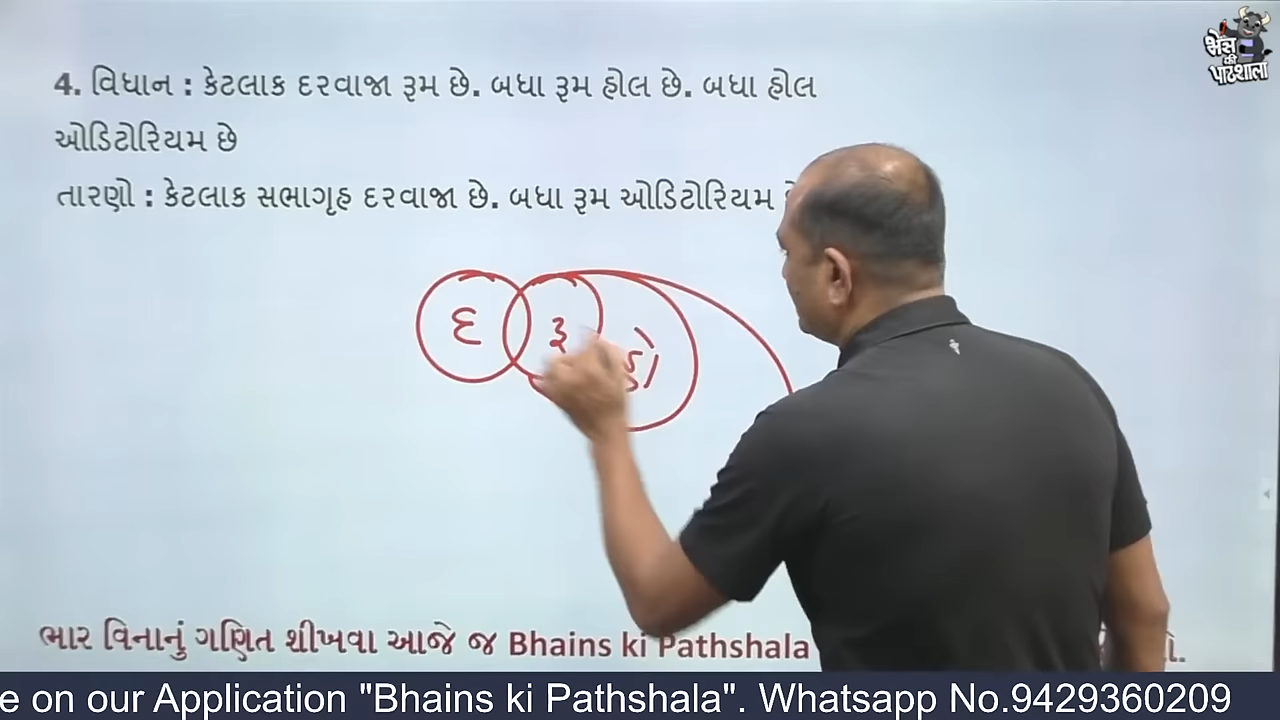 भैंस
की
पाठशाला
4. વિધાન : કેટલાક દરવાજા રૂમ છે. બધા રૂમ હોલ છે. બધા હોલ
ઓડિટોરિયમ છે
તારણો : કેટલાક સભાગૃહ દરવાજા છે. બધા રૂમ ઓડિટોરિયમ
દ રૂ હો
ભાર વિનાનું ગણિત શીખવા આજે જ Bhains ki Pathshala
e on our Application "Bhains ki Pathshala". Whatsapp No.9429360209